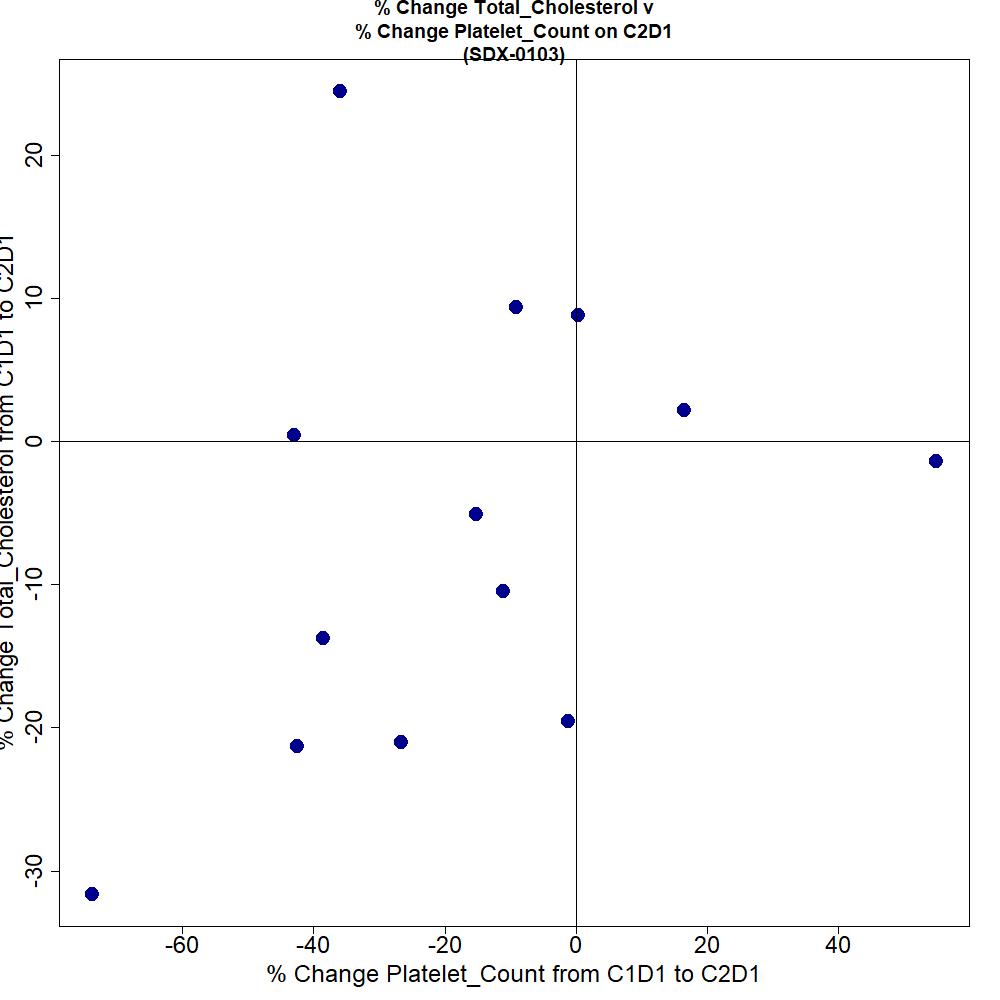 % Change Total_Cholesterol v
% Change Platelet_Count on C2D1
(SDX-0103)
% Change Total_Cholesterol from C1D1 to C2D1
20
10
0
-10
-20
-30
-60
-40
-20
0
20
40
% Change Platelet_Count from C1D1 to C2D1